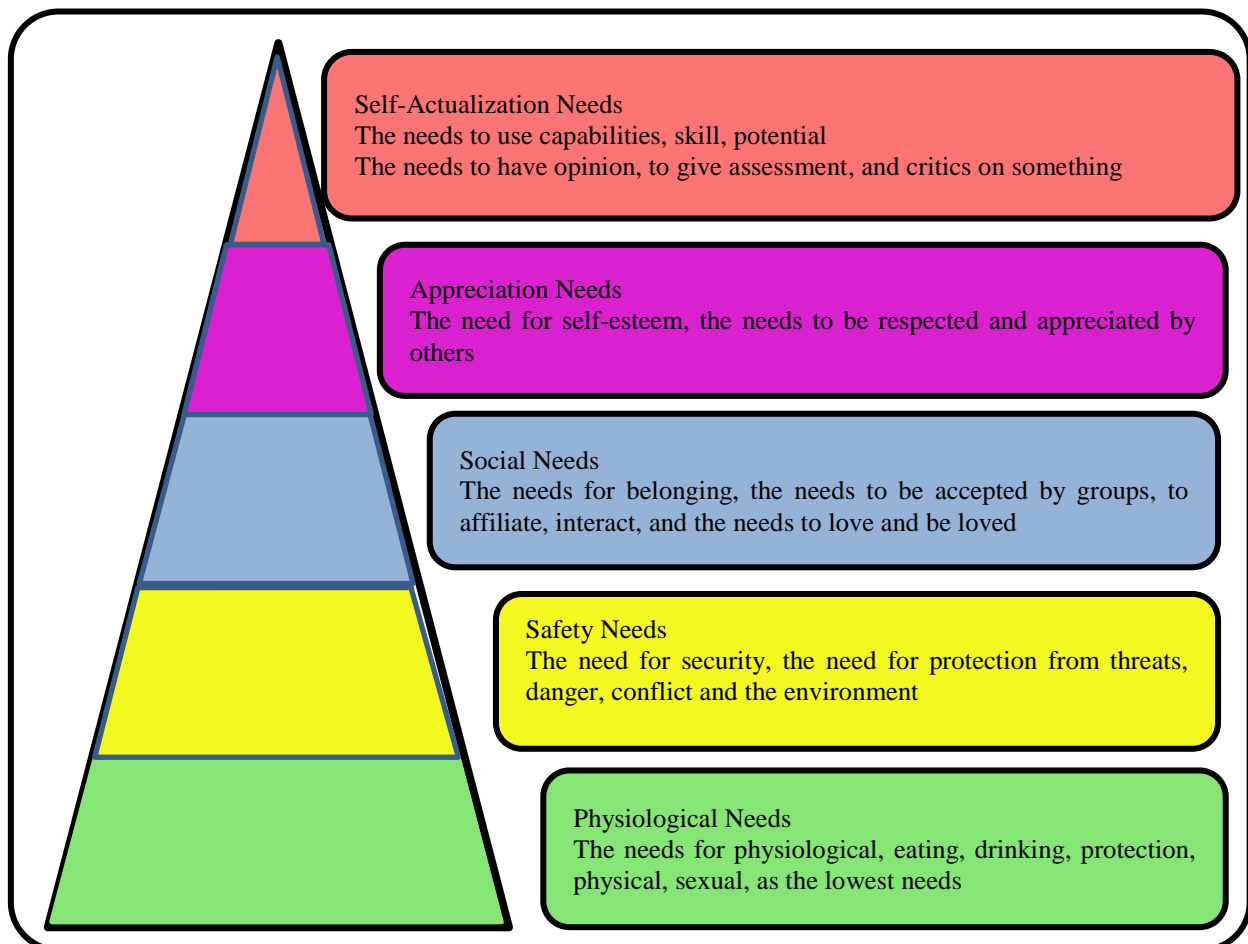 Self-Actualization Needs
The needs to use capabilities, skill, potential
The needs to have opinion, to give assessment, and critics on something
Appreciation Needs
The need for self-esteem, the needs to be respected and appreciated by
others
Social Needs
The needs for belonging, the needs to be accepted by groups, to
affiliate, interact, and the needs to love and be loved
Safety Needs
The need for security, the need for protection from threats,
danger, conflict and the environment
Physiological Needs
The needs for physiological, eating, drinking, protection,
physical, sexual, as the lowest needs